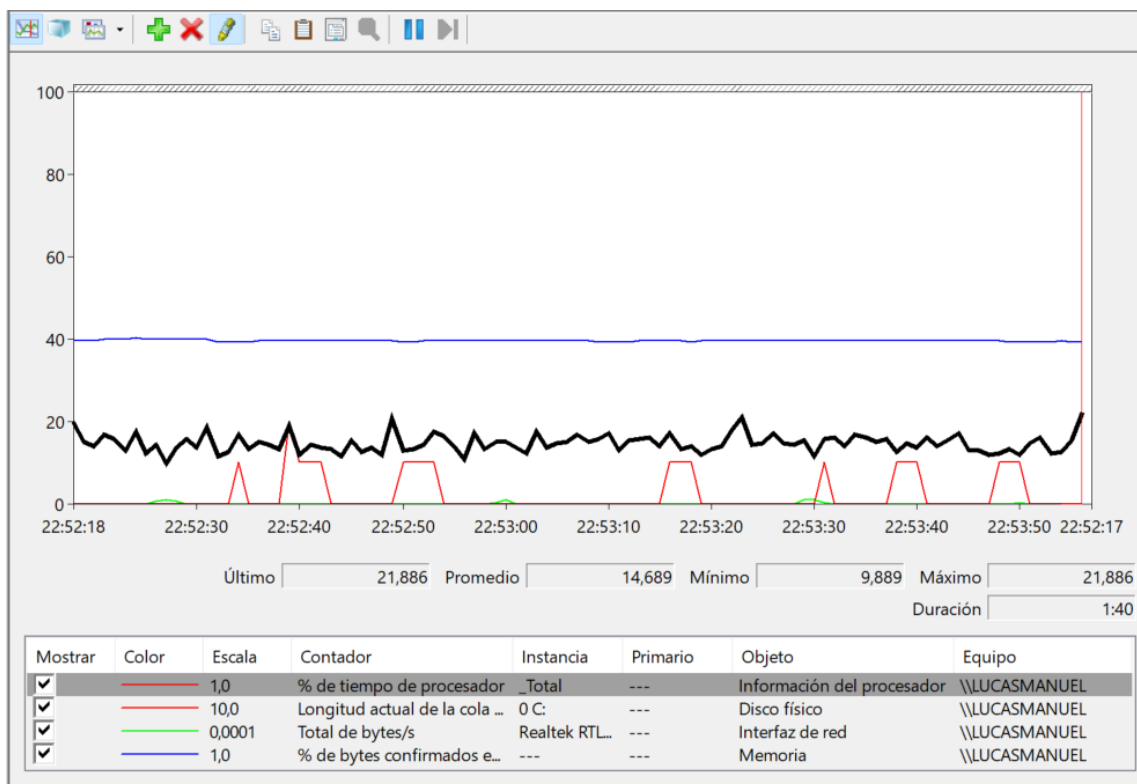 100
80
60
40
20
0
22:52:18 22:52:30 22:52:40 22:52:50 22:53:00 22:53:10 22:53:20 22:53:30 22:53:40 22:53:50 22:52:17
Último 21,886 Promedio 14,689 Mínimo 9,889 Máximo 21,886
Duración 1:40
Mostrar Color Escala Contador Instancia Primario Objeto Equipo
1,0 % de tiempo de procesador _Total --- Información del procesador \\LUCASMANUEL
10,0 Longitud actual de la cola ... 0 C: --- Disco físico \\LUCASMANUEL
0,0001 Total de bytes/s Realtek RTL... --- Interfaz de red \\LUCASMANUEL
1,0 % de bytes confirmados e... --- --- Memoria \\LUCASMANUEL